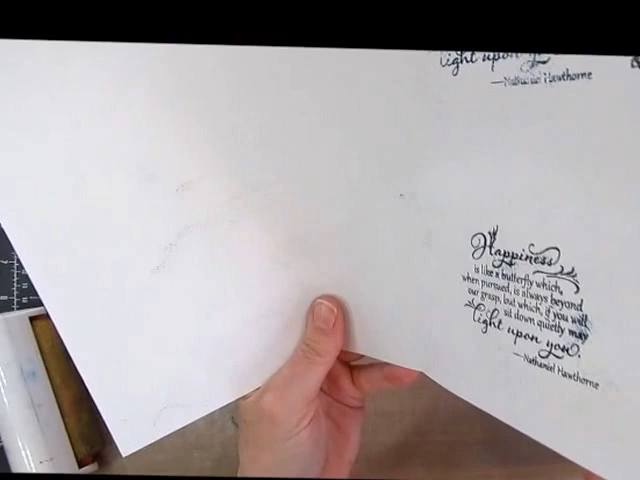 light upon
—Nathaniel Hawthorne
Happiness
is like a butterfly which,
when pursued, is always beyond
our grasp, but which, if you will
sit down quietly may
light upon you.
—Nathaniel Hawthorne